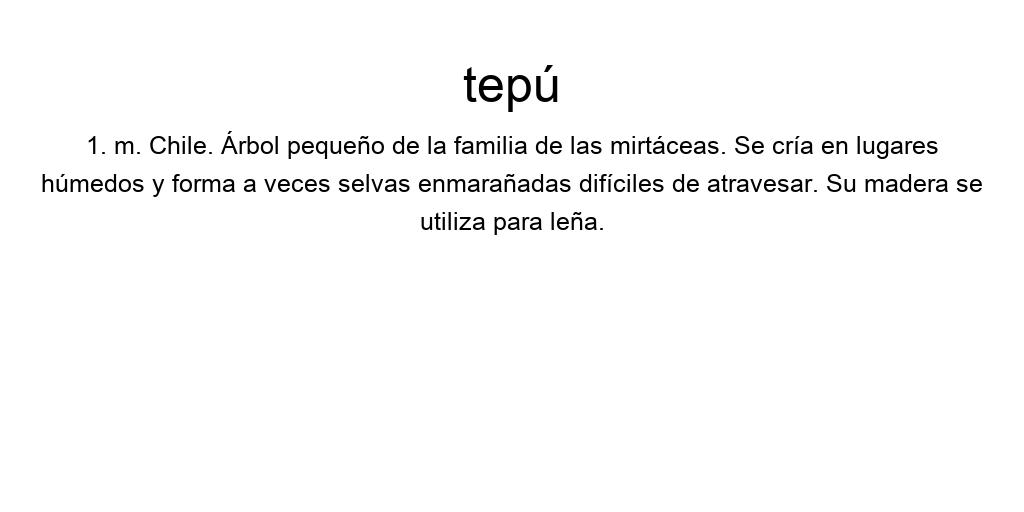 tepú
1. m. Chile. Árbol pequeño de la familia de las mirtáceas. Se cría en lugares
húmedos y forma a veces selvas enmarañadas difíciles de atravesar. Su madera se
utiliza para leña.